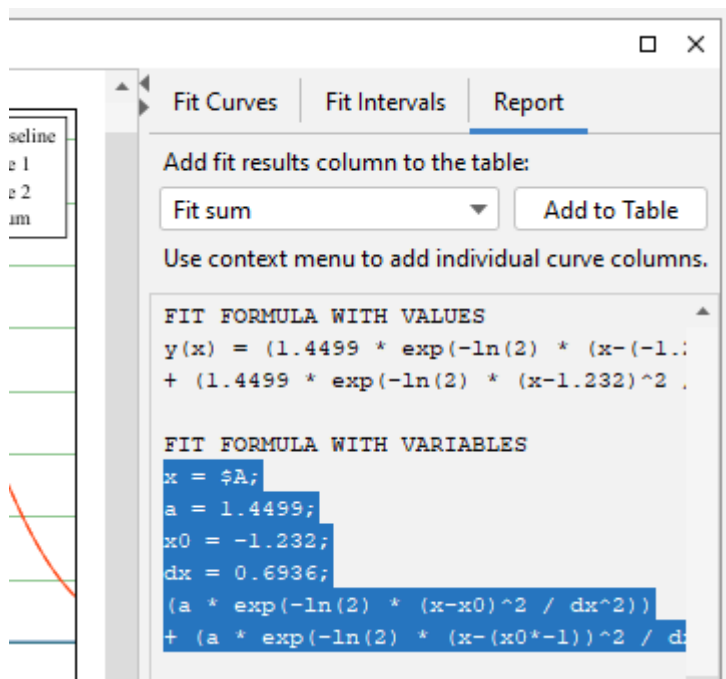 seline
e 1
e 2
um
Fit Curves Fit Intervals Report
Add fit results column to the table:
Fit sum Add to Table
Use context menu to add individual curve columns.
FIT FORMULA WITH VALUES
y(x) = (1.4499 * exp(-ln(2) * (x-(-1.
+ (1.4499 * exp(-ln(2) * (x-1.232)^2
FIT FORMULA WITH VARIABLES
x = $A;
a = 1.4499;
x0 = -1.232;
dx = 0.6936;
(a * exp(-ln(2) * (x-x0)^2 / dx^2))
+ (a * exp(-ln(2) * (x-(x0*-1))^2 / d